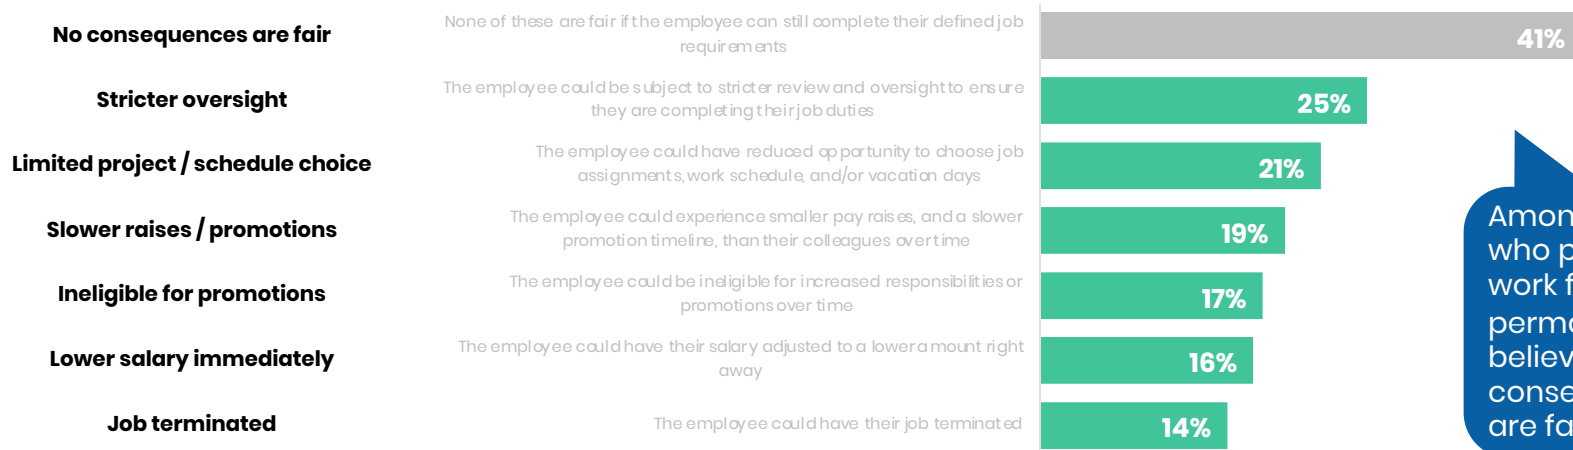 No consequences are fair
None of these are fair if the employee can still complete their defined job
requirements
41%
Stricter oversight
The employee could be subject to stricter review and oversight to ensure
they are completing their job duties
25%
Limited project / schedule choice
The employee could have reduced opportunity to choose job
assignments, work schedule, and/or vacation days
21%
Slower raises / promotions
The employee could experience smaller pay raises, and a slower
promotion timeline, than their colleagues over time
19%
Ineligible for promotions
The employee could be ineligible for increased responsibilities or
promotions over time
17%
Lower salary immediately
The employee could have their salary adjusted to a lower amount right
away
16%
Job terminated
The employee could have their job terminated
14%
who
work
are